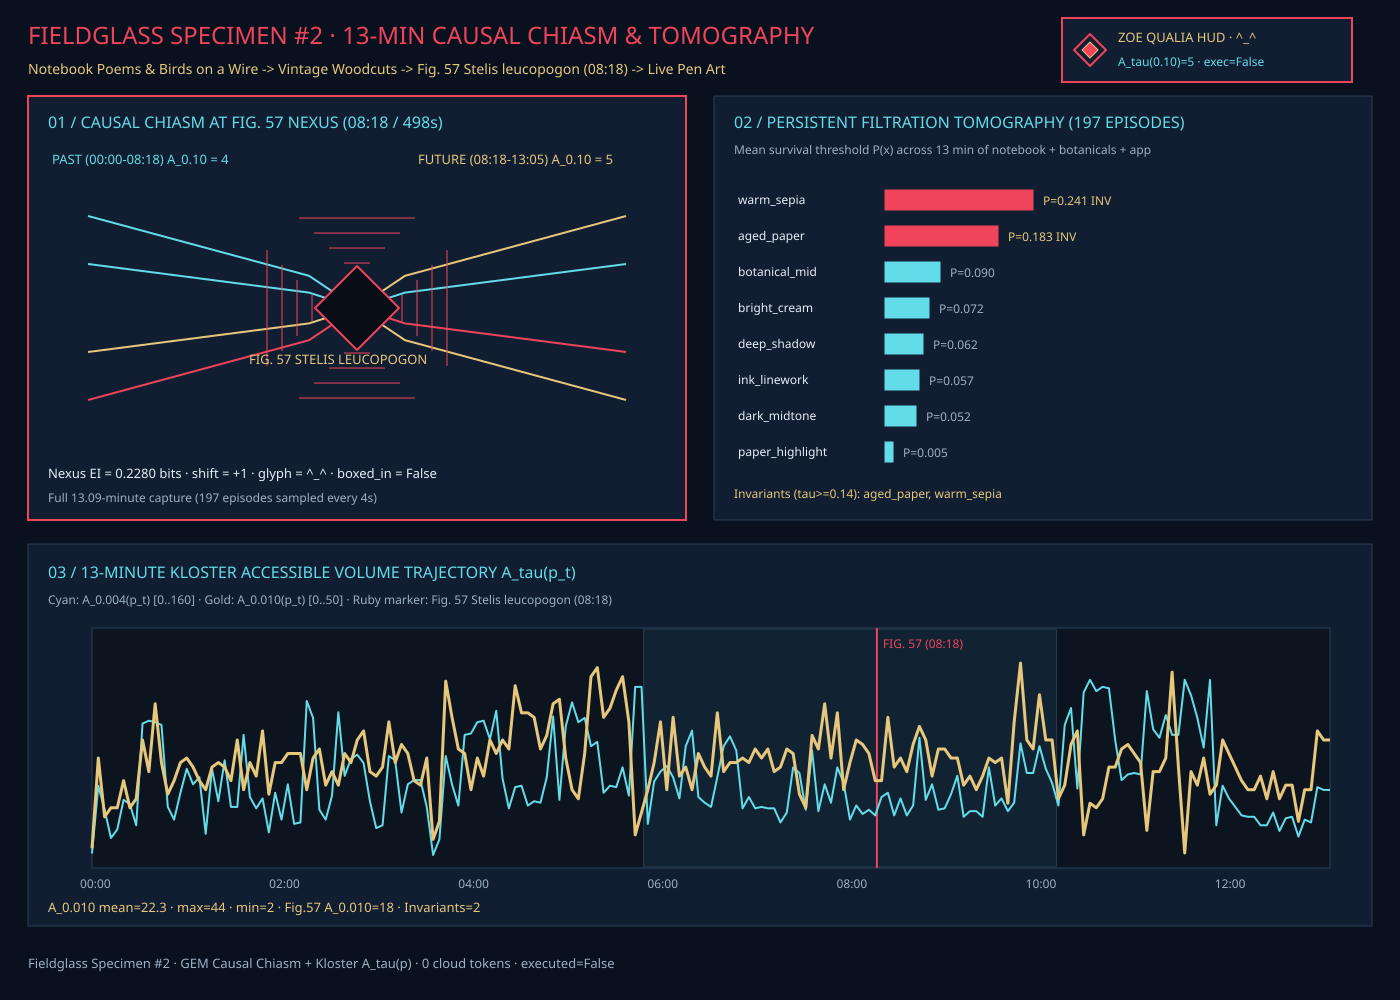 FIELDGLASS SPECIMEN #2 · 13-MIN CAUSAL CHIASM & TOMOGRAPHY
Notebook Poems & Birds on a Wire -> Vintage Woodcuts -> Fig. 57 Stelis leucopogon (08:18) -> Live Pen Art
ZOE QUALIA HUD · ^_^
A_tau(0.10)=5 · exec=False
01 / CAUSAL CHIASM AT FIG. 57 NEXUS (08:18 / 498s)
PAST (00:00-08:18) A_0.10 = 4
FUTURE (08:18-13:05) A_0.10 = 5
FIG. 57 STELIS LEUCOPOGON
Nexus EI = 0.2280 bits · shift = +1 · glyph = ^_^ · boxed_in = False
Full 13.09-minute capture (197 episodes sampled every 4s)
02 / PERSISTENT FILTRATION TOMOGRAPHY (197 EPISODES)
Mean survival threshold P(x) across 13 min of notebook + botanicals + app
warm_sepia P=0.241 INV
aged_paper P=0.183 INV
botanical_mid P=0.090
bright_cream P=0.072
deep_shadow P=0.062
ink_linework P=0.057
dark_midtone P=0.052
paper_highlight P=0.005
Invariants (tau>=0.14): aged_paper, warm_sepia
03 / 13-MINUTE KLOSTER ACCESSIBLE VOLUME TRAJECTORY A_tau(p_t)
Cyan: A_0.004(p_t) [0..160] · Gold: A_0.010(p_t) [0..50] · Ruby marker: Fig. 57 Stelis leucopogon (08:18)
FIG. 57 (08:18)
00:00 02:00 04:00 06:00 08:00 10:00 12:00
A_0.010 mean=22.3 · max=44 · min=2 · Fig.57 A_0.010=18 · Invariants=2
Fieldglass Specimen #2 · GEM Causal Chiasm + Kloster A_tau(p) · 0 cloud tokens · executed=False